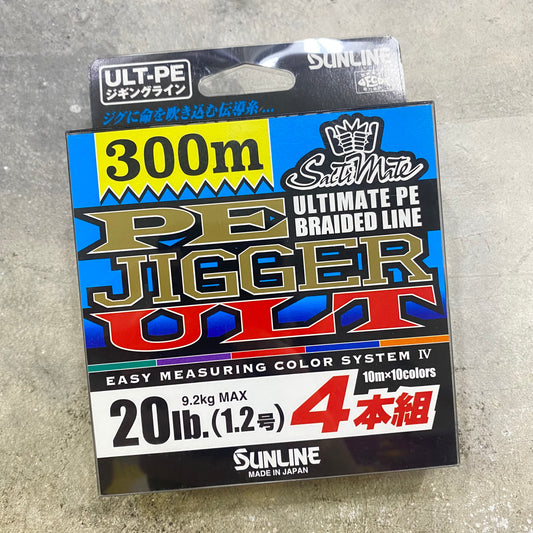 ULT-PE
ジギングライン
SUNLINE
ジグに命を吹き込む伝導糸...
300m
SaltiMate
ULTIMATE PE
BRAIDED LINE
PE
JIGGER
ULT
EASY MEASURING COLOR SYSTEM IV
10m×10colors
9.2kg MAX
20lb.(1.2号)
4本組
SUNLINE
MADE IN JAPAN